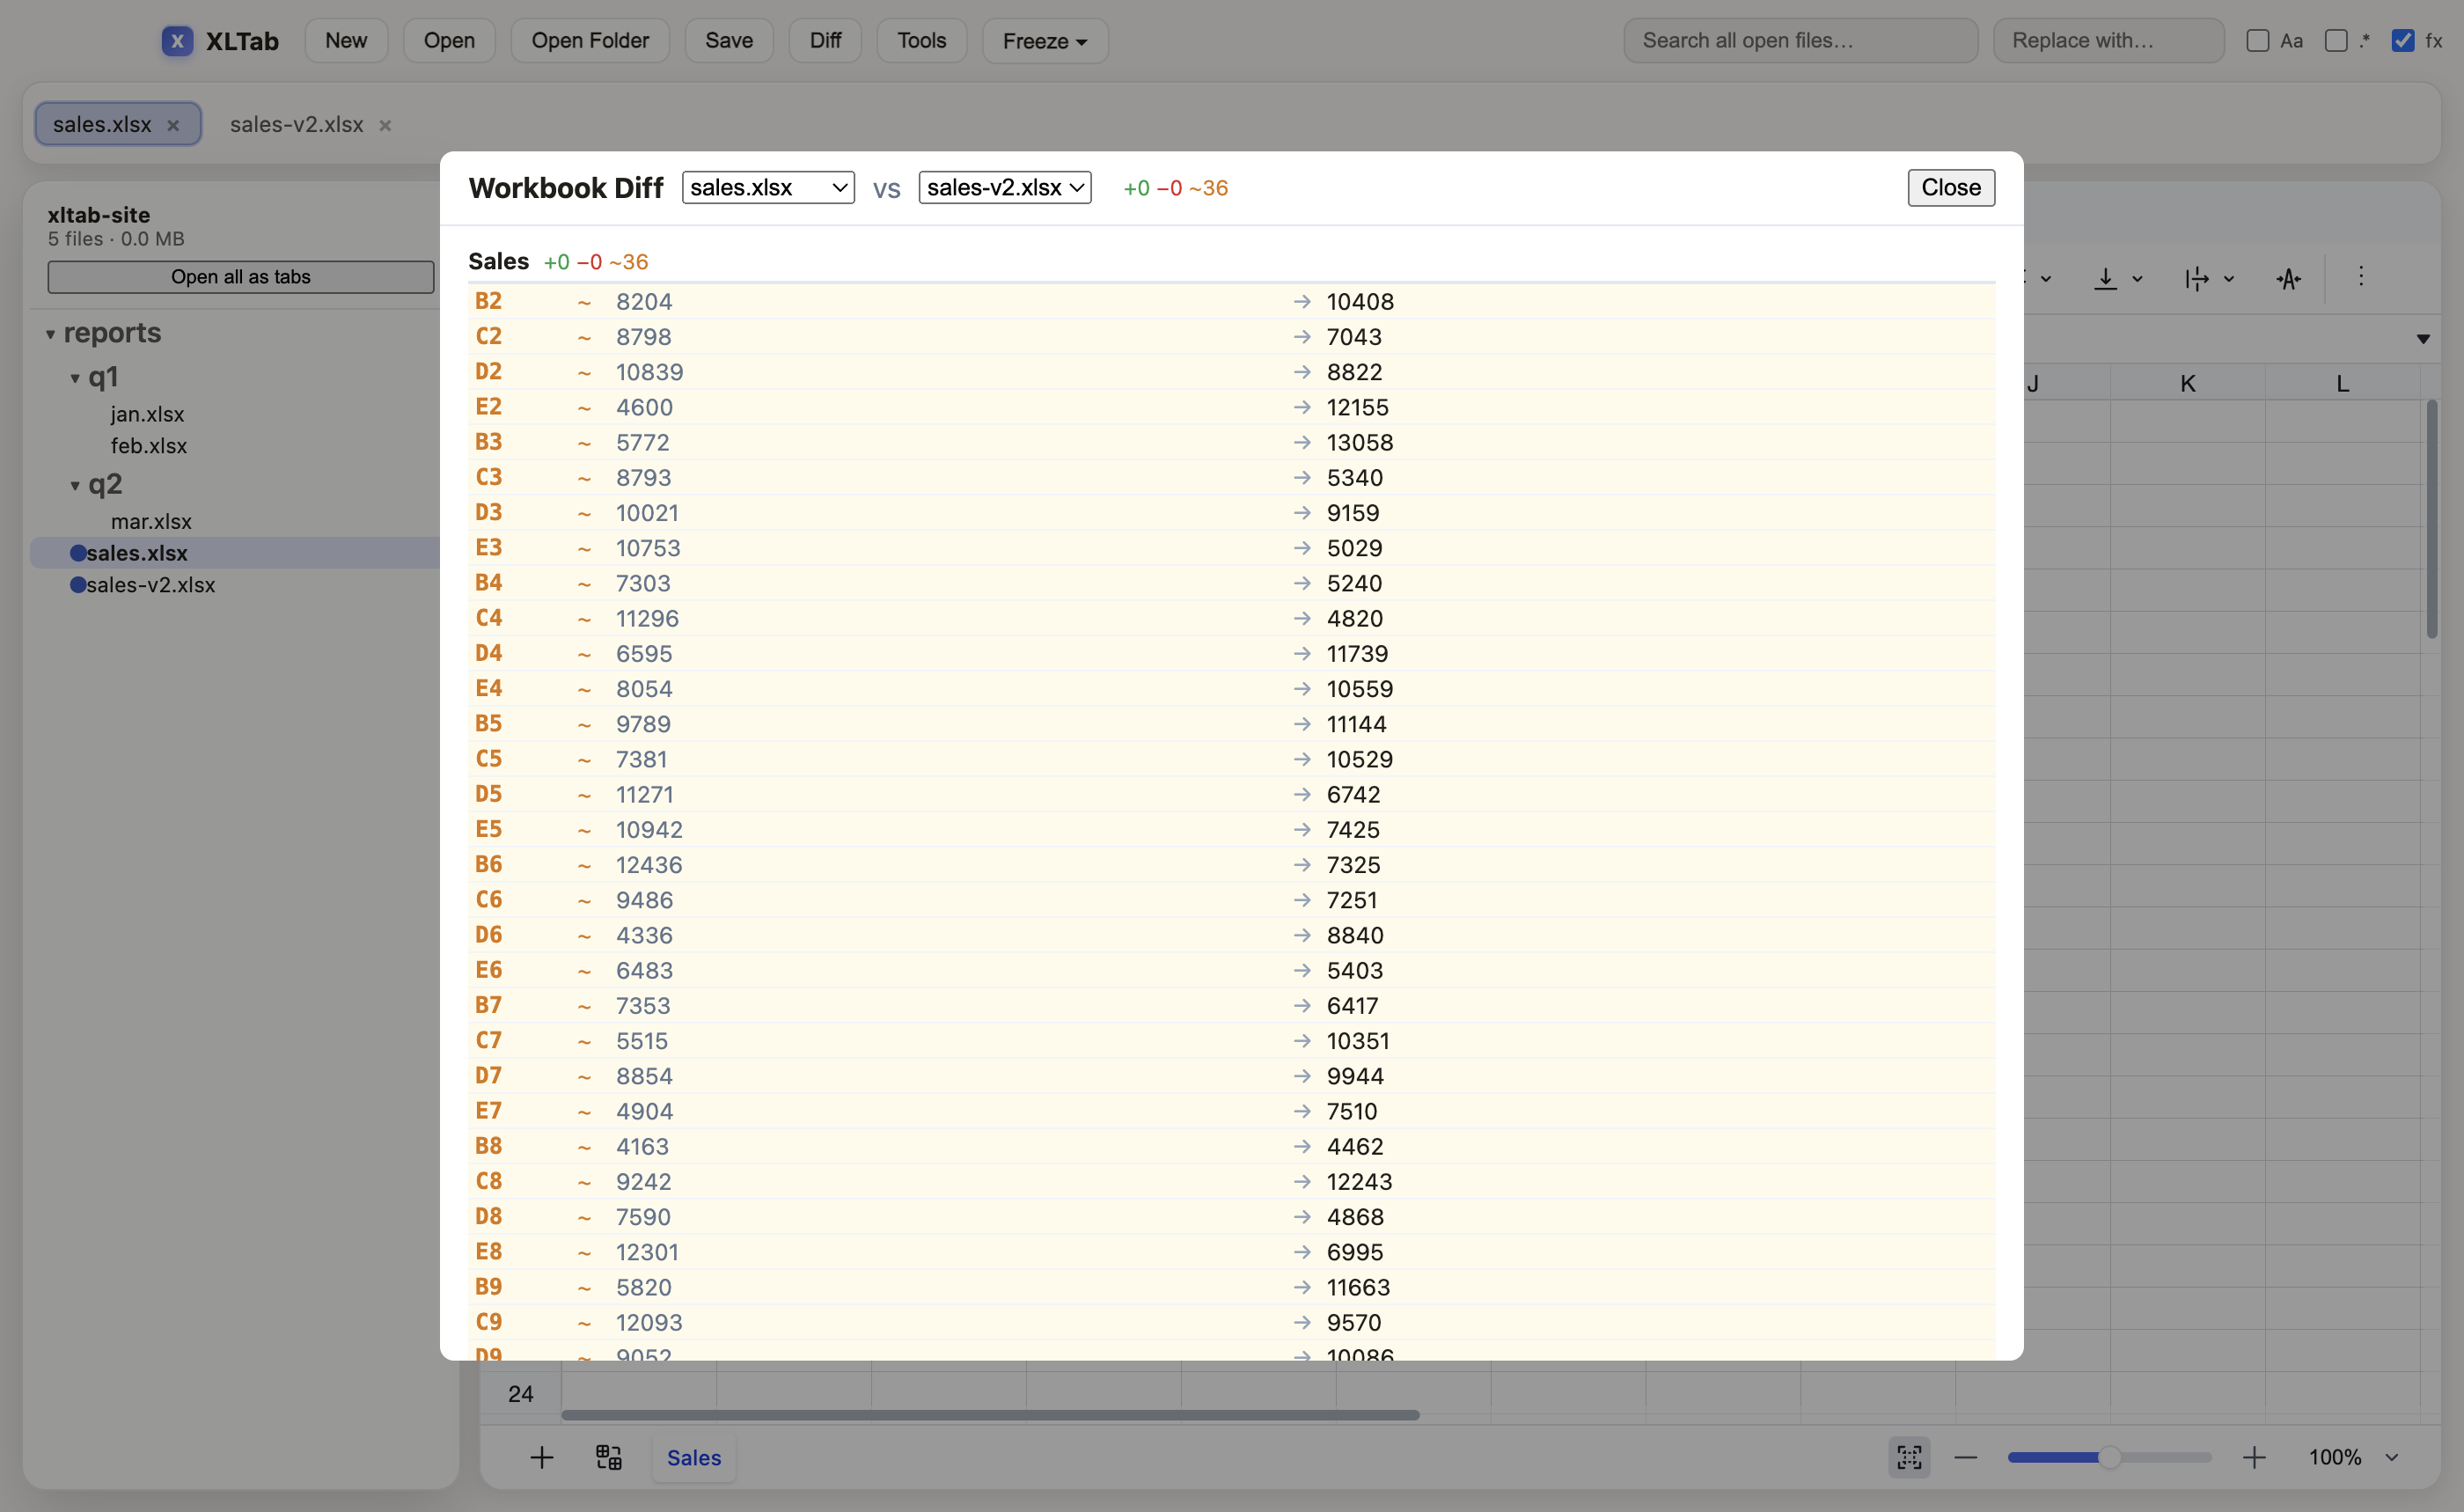 X XLTab New Open Open Folder Save Diff Tools Freeze Search all open files… Replace with… Aa .* fx
sales.xlsx × sales-v2.xlsx ×
xltab-site
5 files · 0.0 MB
Open all as tabs
reports
q1
jan.xlsx
feb.xlsx
q2
mar.xlsx
sales.xlsx
sales-v2.xlsx
Workbook Diff sales.xlsx vs sales-v2.xlsx +0 −0 ~36 Close
Sales +0 −0 ~36
B2 ~ 8204 → 10408
C2 ~ 8798 → 7043
D2 ~ 10839 → 8822
E2 ~ 4600 → 12155
B3 ~ 5772 → 13058
C3 ~ 8793 → 5340
D3 ~ 10021 → 9159
E3 ~ 10753 → 5029
B4 ~ 7303 → 5240
C4 ~ 11296 → 4820
D4 ~ 6595 → 11739
E4 ~ 8054 → 10559
B5 ~ 9789 → 11144
C5 ~ 7381 → 10529
D5 ~ 11271 → 6742
E5 ~ 10942 → 7425
B6 ~ 12436 → 7325
C6 ~ 9486 → 7251
D6 ~ 4336 → 8840
E6 ~ 6483 → 5403
B7 ~ 7353 → 6417
C7 ~ 5515 → 10351
D7 ~ 8854 → 9944
E7 ~ 4904 → 7510
B8 ~ 4163 → 4462
C8 ~ 9242 → 12243
D8 ~ 7590 → 4868
E8 ~ 12301 → 6995
B9 ~ 5820 → 11663
C9 ~ 12093 → 9570
D9 ~ 9052 → 10086
A
J K L
24
Sales 100%